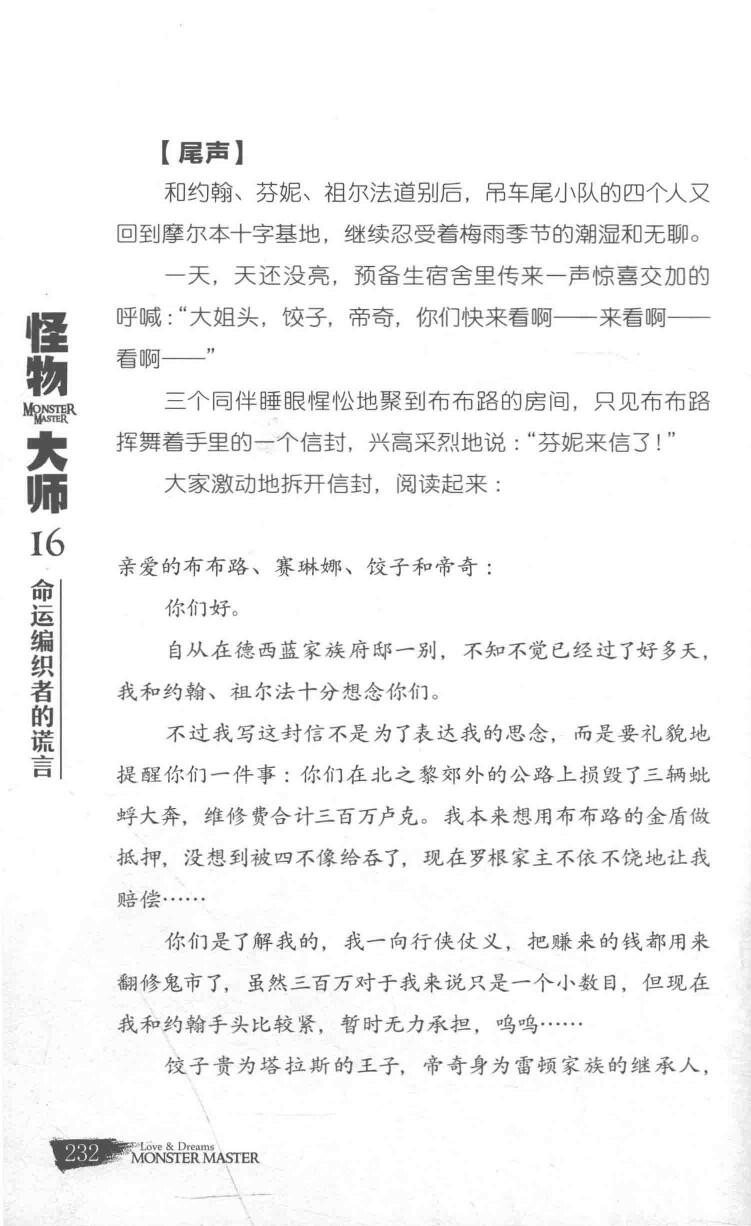 【尾声】
和约翰、芬妮、祖尔法道别后，吊车尾小队的四个人又
回到摩尔本十字基地，继续忍受着梅雨季节的潮湿和无聊。
一天，天还没亮，预备生宿舍里传来一声惊喜交加的
呼喊：“大姐头，饺子，帝奇，你们快来看啊——来看啊——
看啊——”
三个同伴睡眼惺忪地聚到布布路的房间，只见布布路
挥舞着手里的一个信封，兴高采烈地说：“芬妮来信了！”
大家激动地拆开信封，阅读起来：
亲爱的布布路、赛琳娜、饺子和帝奇：
你们好。
自从在德西蓝家族府邸一别，不知不觉已经过了好多天，
我和约翰、祖尔法十分想念你们。
不过我写这封信不是为了表达我的思念，而是要礼貌地
提醒你们一件事：你们在北之黎郊外的公路上损毁了三辆蚍
蜉大奔，维修费合计三百万卢克。我本来想用布布路的金盾做
抵押，没想到被四不像给吞了，现在罗根家主不依不饶地让我
赔偿……
你们是了解我的，我一向行侠仗义，把赚来的钱都用来
翻修鬼市了，虽然三百万对于我来说只是一个小数目，但现在
我和约翰手头比较紧，暂时无力承担，呜呜……
饺子贵为塔拉斯的王子，帝奇身为雷顿家族的继承人，
怪物
MONSTER
MASTER
大师
16
命运编织者的谎言
232
Love & Dreams
MONSTER MASTER